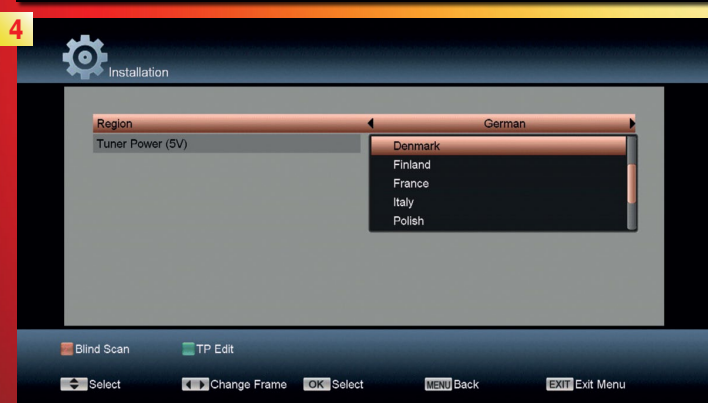 4
Installation
Region German
Tuner Power (5V)
Denmark
Finland
France
Italy
Polish
Blind Scan TP Edit
Select Change Frame OK Select MENU Back EXIT Exit Menu